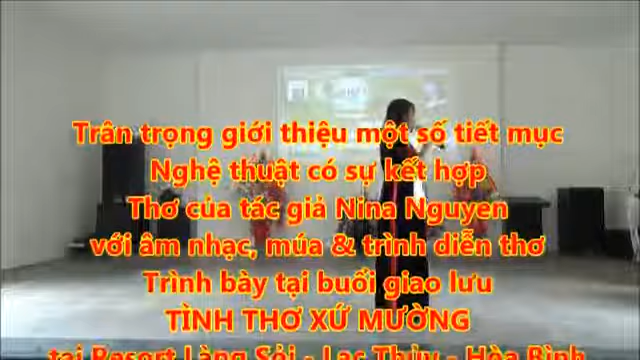 Trân trọng giới thiệu một số tiết mục
Nghệ thuật có sự kết hợp
Thơ của tác giả Nina Nguyen
với âm nhạc, múa & trình diễn thơ
Trình bày tại buổi giao lưu
TÌNH THƠ XỨ MƯỜNG
tại Resort Làng Sỏi - Lạc Thủy - Hòa Bình